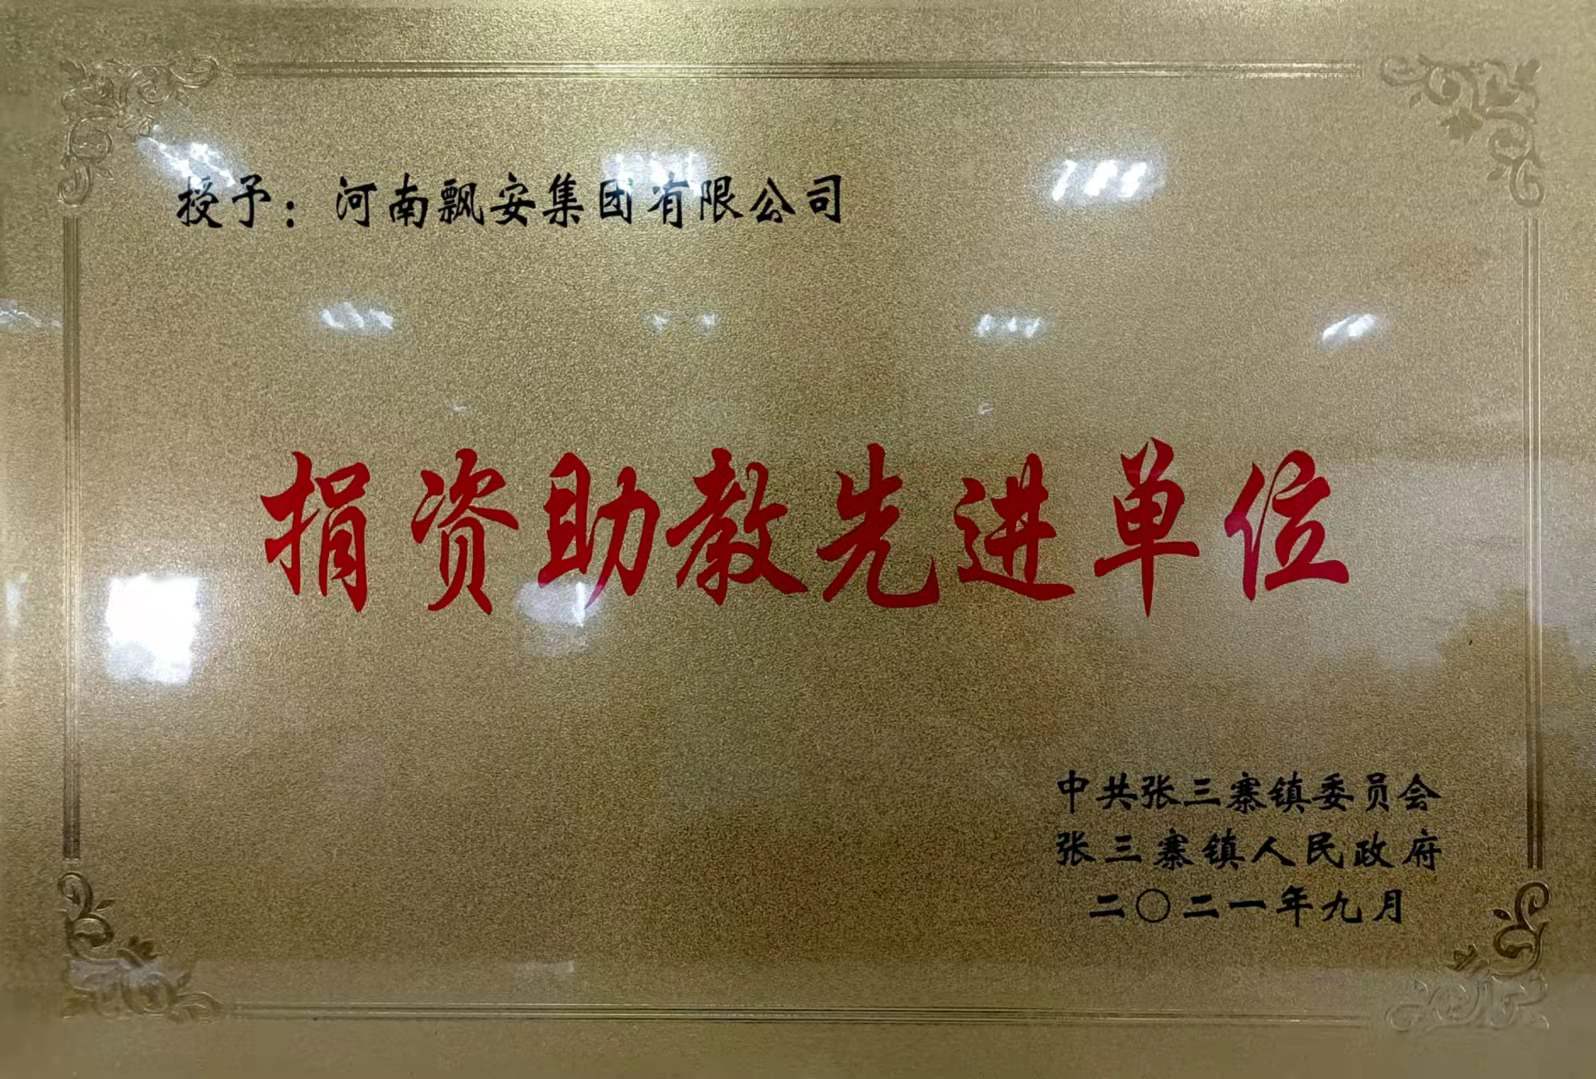 授予：河南飘安集团有限公司
捐资助教先进单位
中共张三寨镇委员会
张三寨镇人民政府
二〇二一年九月